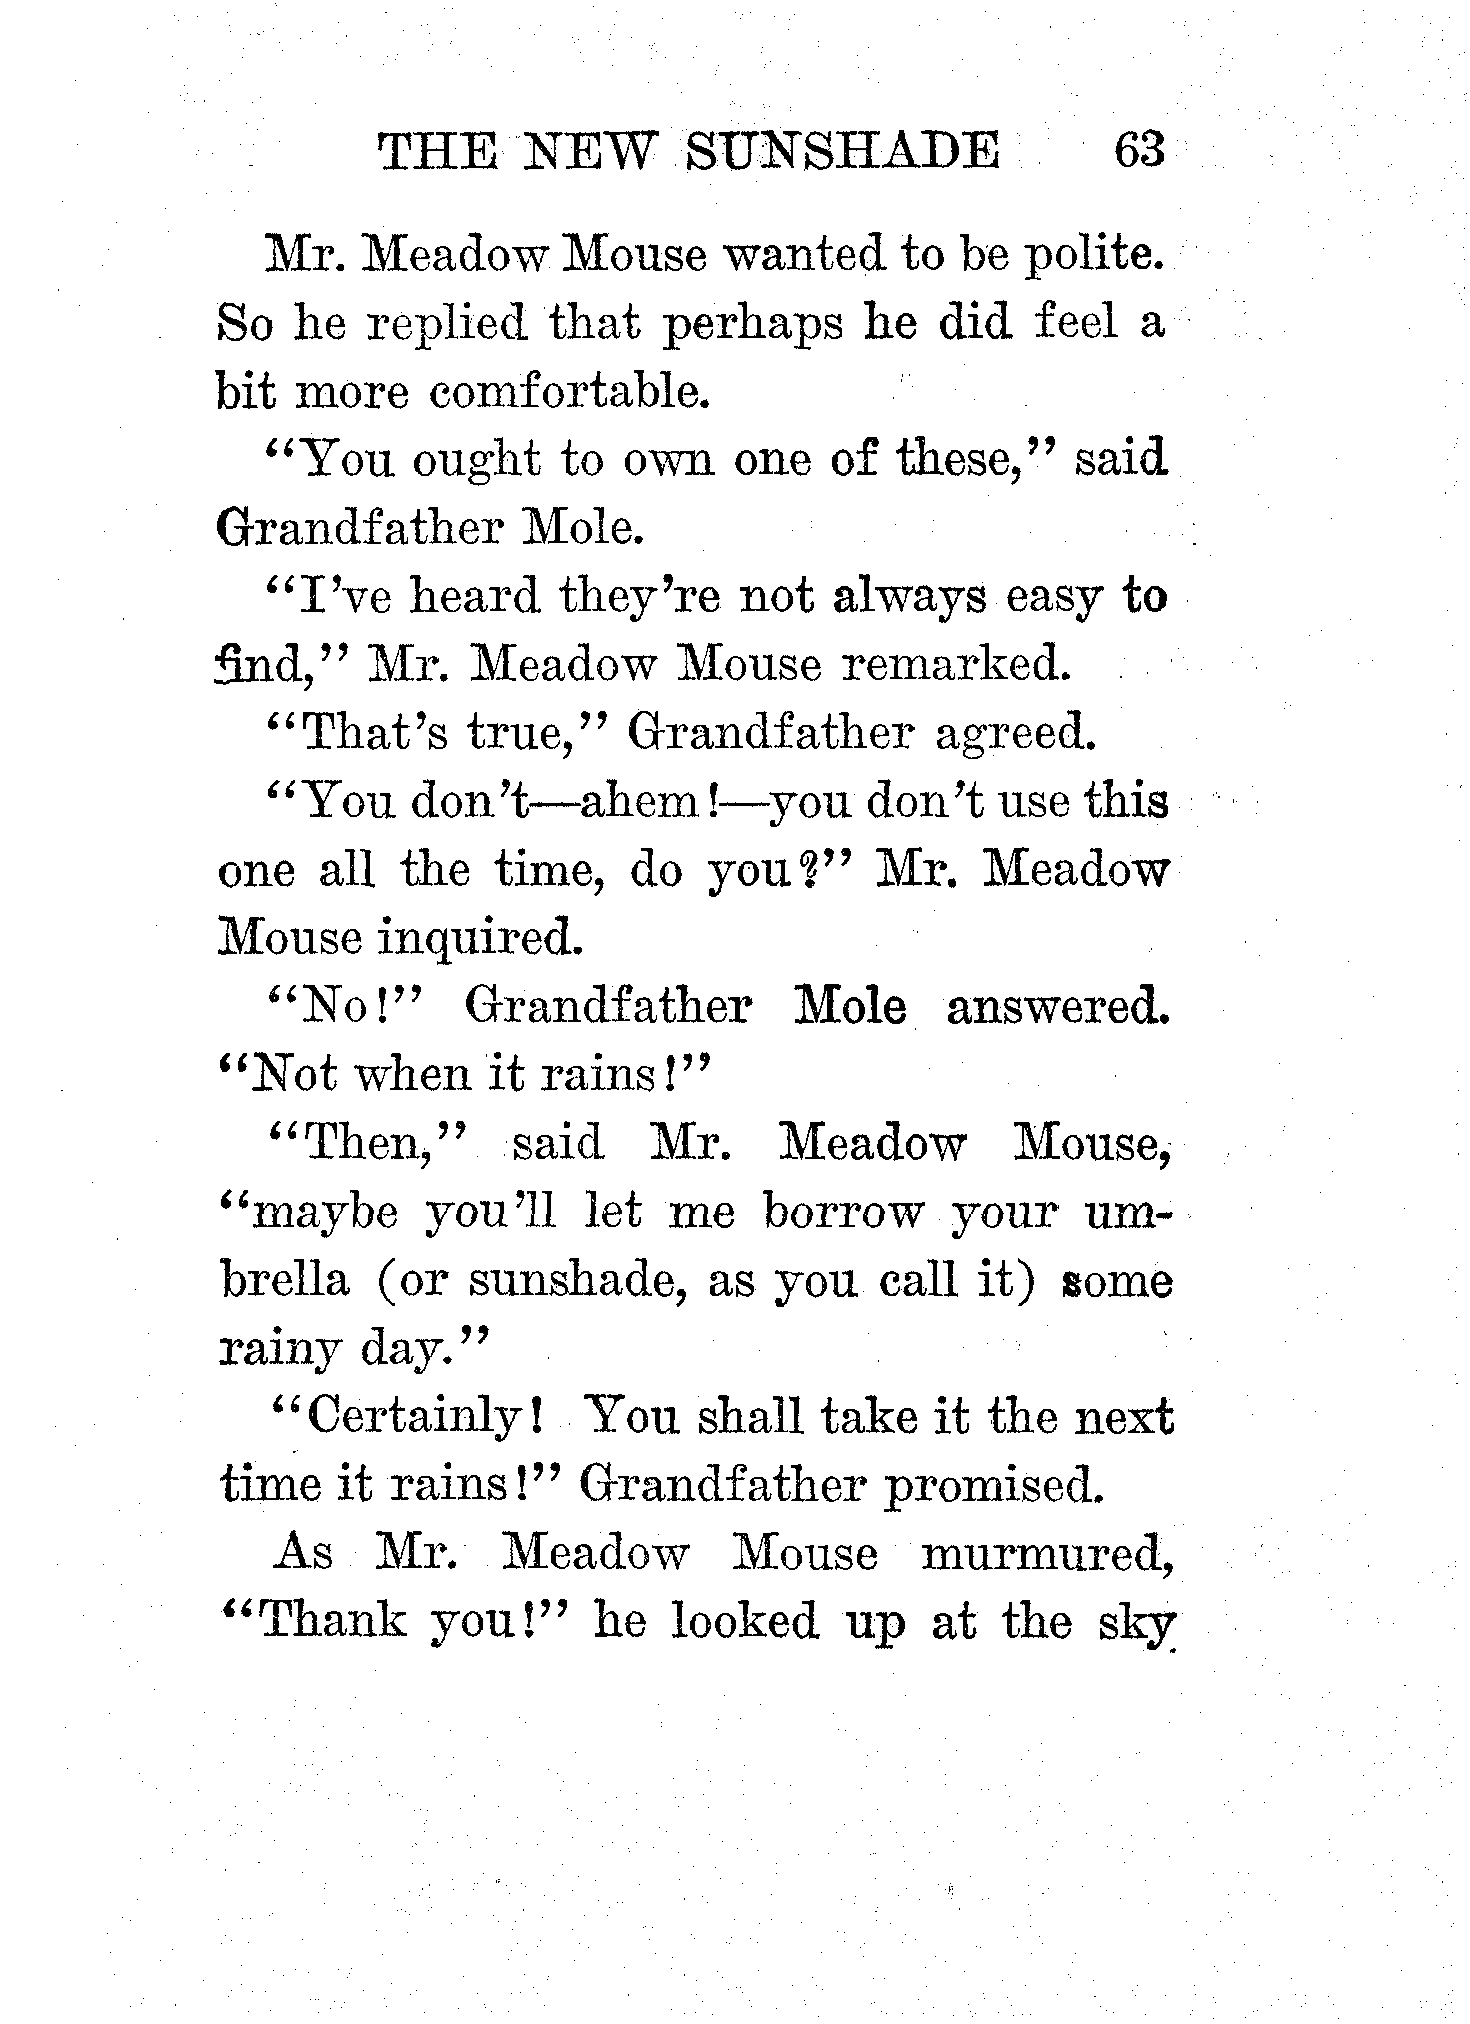 THE NEW SUNSHADE 63
Mr. Meadow Mouse wanted to be polite.
So he replied that perhaps he did feel a
bit more comfortable.
"You ought to own one of these," said
Grandfather Mole.
"I've heard they're not always easy to
find," Mr. Meadow Mouse remarked.
"That's true," Grandfather agreed.
"You don't—ahem!—you don't use this
one all the time, do you?" Mr. Meadow
Mouse inquired.
"No!" Grandfather Mole answered.
"Not when it rains!"
"Then," said Mr. Meadow Mouse,
"maybe you'll let me borrow your um-
brella (or sunshade, as you call it) some
rainy day."
"Certainly! You shall take it the next
time it rains!" Grandfather promised.
As Mr. Meadow Mouse murmured,
"Thank you!" he looked up at the sky